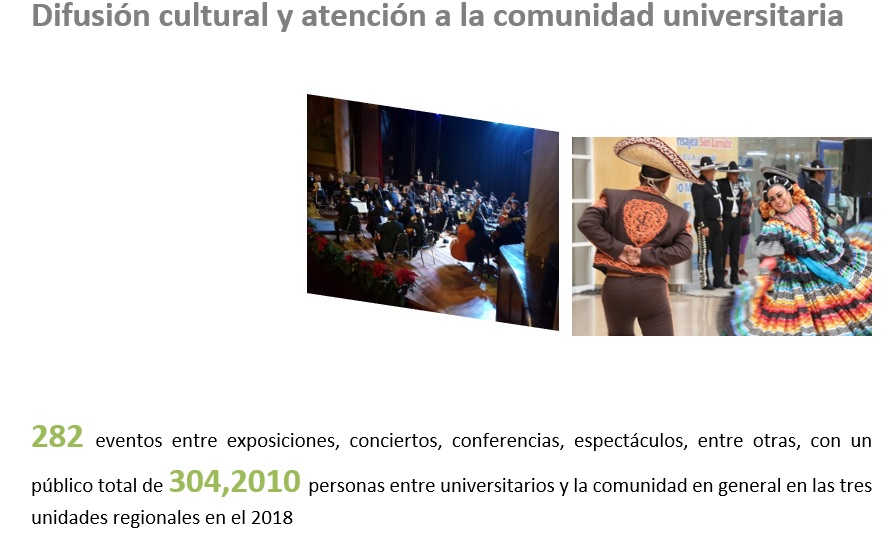 Difusión cultural y atención a la comunidad universitaria
282 eventos entre exposiciones, conciertos, conferencias, espectáculos, entre otras, con un
público total de 304,2010 personas entre universitarios y la comunidad en general en las tres
unidades regionales en el 2018